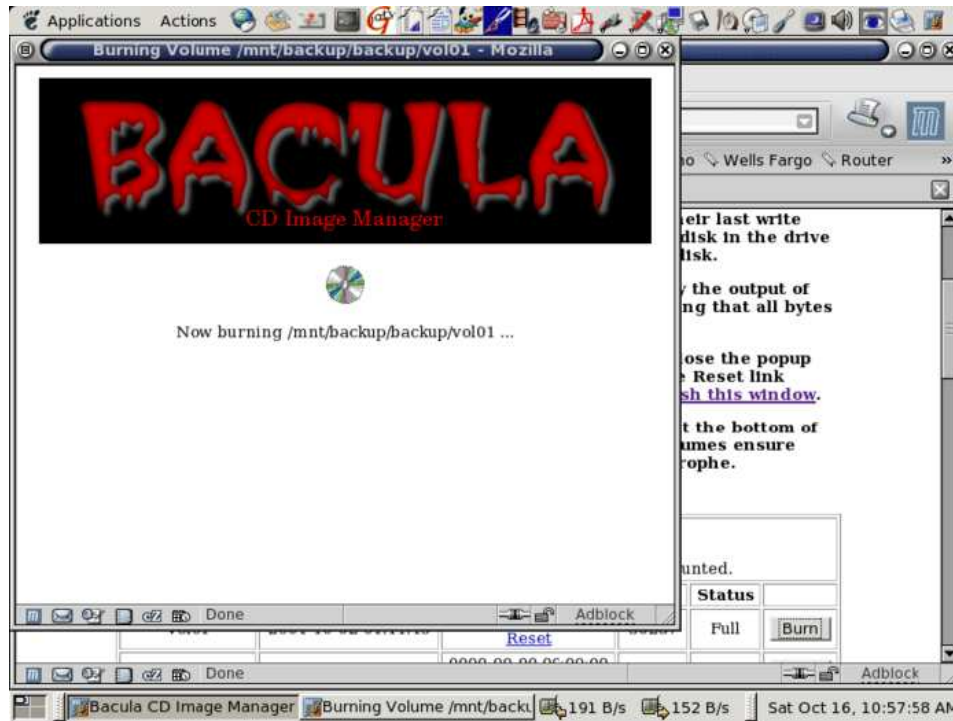 Applications Actions
Burning Volume /mnt/backup/backup/vol01 - Mozilla
BACULA
CD Image Manager
Now burning /mnt/backup/backup/vol01 ...
Done
Adblock
Wells Fargo Router »
eir last write
disk in the drive
disk.
the output of
ng that all bytes
ose the popup
Reset link
sh this window.
t the bottom of
umes ensure
rophe.
unted.
Status
Reset
Full
Burn
Done
Adblock
Bacula CD Image Manager
Burning Volume /mnt/backu
191 B/s
152 B/s
Sat Oct 16, 10:57:58 AM